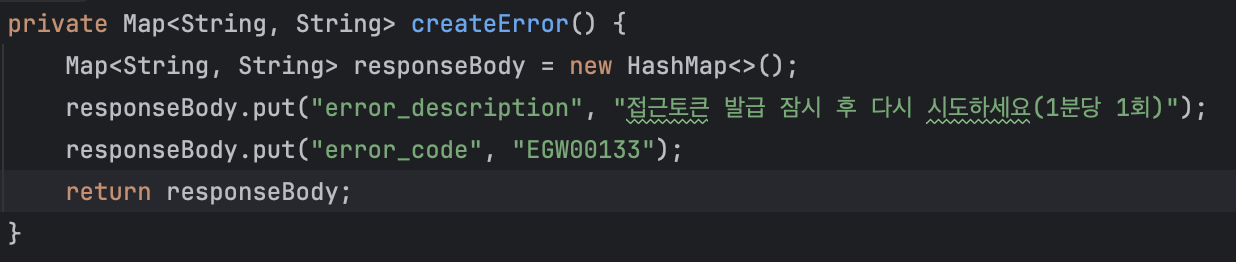 private Map<String, String> createError() {
    Map<String, String> responseBody = new HashMap<>();
    responseBody.put("error_description", "접근토큰 발급 잠시 후 다시 시도하세요(1분당 1회)");
    responseBody.put("error_code", "EGW00133");
    return responseBody;
}